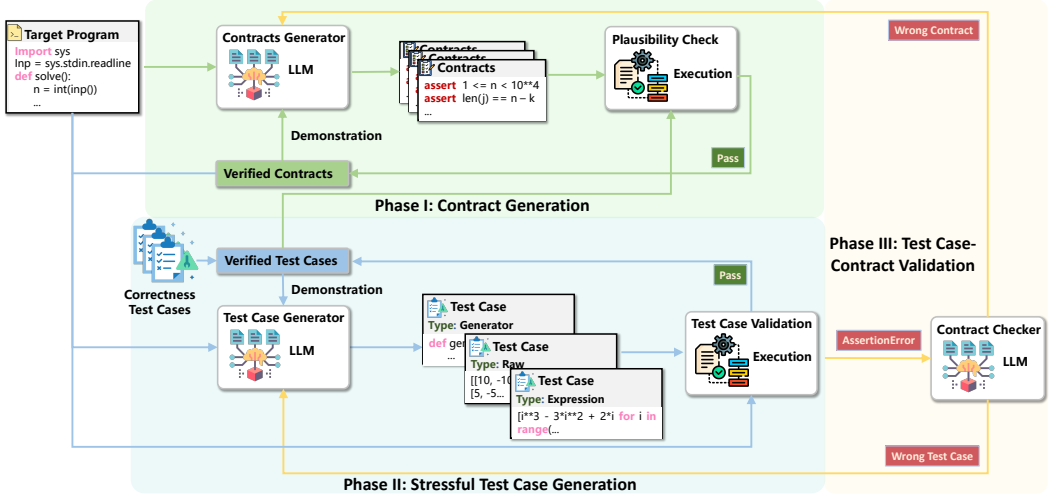 Target Program
Import sys
Inp = sys.stdin.readline
def solve():
n = int(inp())
...
Contracts Generator
LLM
Contracts
Contracts
Contracts
assert 1 <= n < 10**4
assert len(j) == n – k
...
Plausibility Check
Execution
Wrong Contract
Demonstration
Verified Contracts
Pass
Phase I: Contract Generation
Verified Test Cases
Demonstration
Correctness
Test Cases
Test Case Generator
LLM
Test Case
Type: Generator
def gen
...
Test Case
Type: Raw
[[10, -10
[5, -5...
Test Case
Type: Expression
[i**3 - 3*i**2 + 2*i for i in
range(...
Pass
Test Case Validation
Execution
Phase III: Test Case-
Contract Validation
AssertionError
Contract Checker
LLM
Wrong Test Case
Phase II: Stressful Test Case Generation